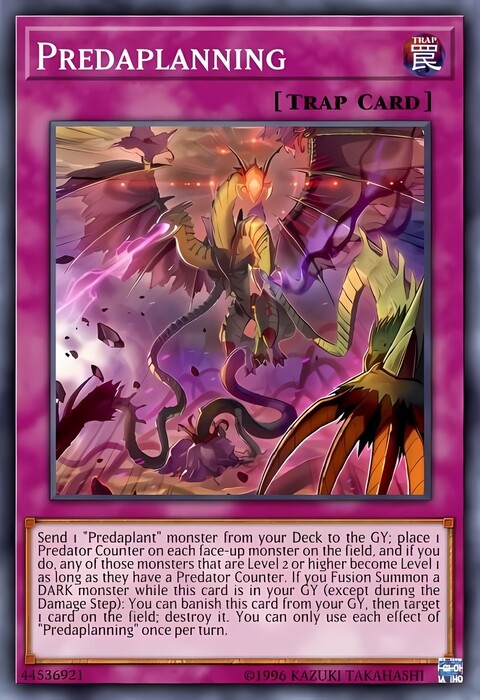 PREDAPLANNING
TRAP
罠
[TRAP CARD]
Send 1 "Predaplant" monster from your Deck to the GY; place 1
Predator Counter on each face-up monster on the field, and if you
do, any of those monsters that are Level 2 or higher become Level 1
as long as they have a Predator Counter. If you Fusion Summon a
DARK monster while this card is in your GY (except during the
Damage Step): You can banish this card from your GY, then target
1 card on the field; destroy it. You can only use each effect of
"Predaplanning" once per turn.
44536921
©1996 KAZUKI TAKAHASHI